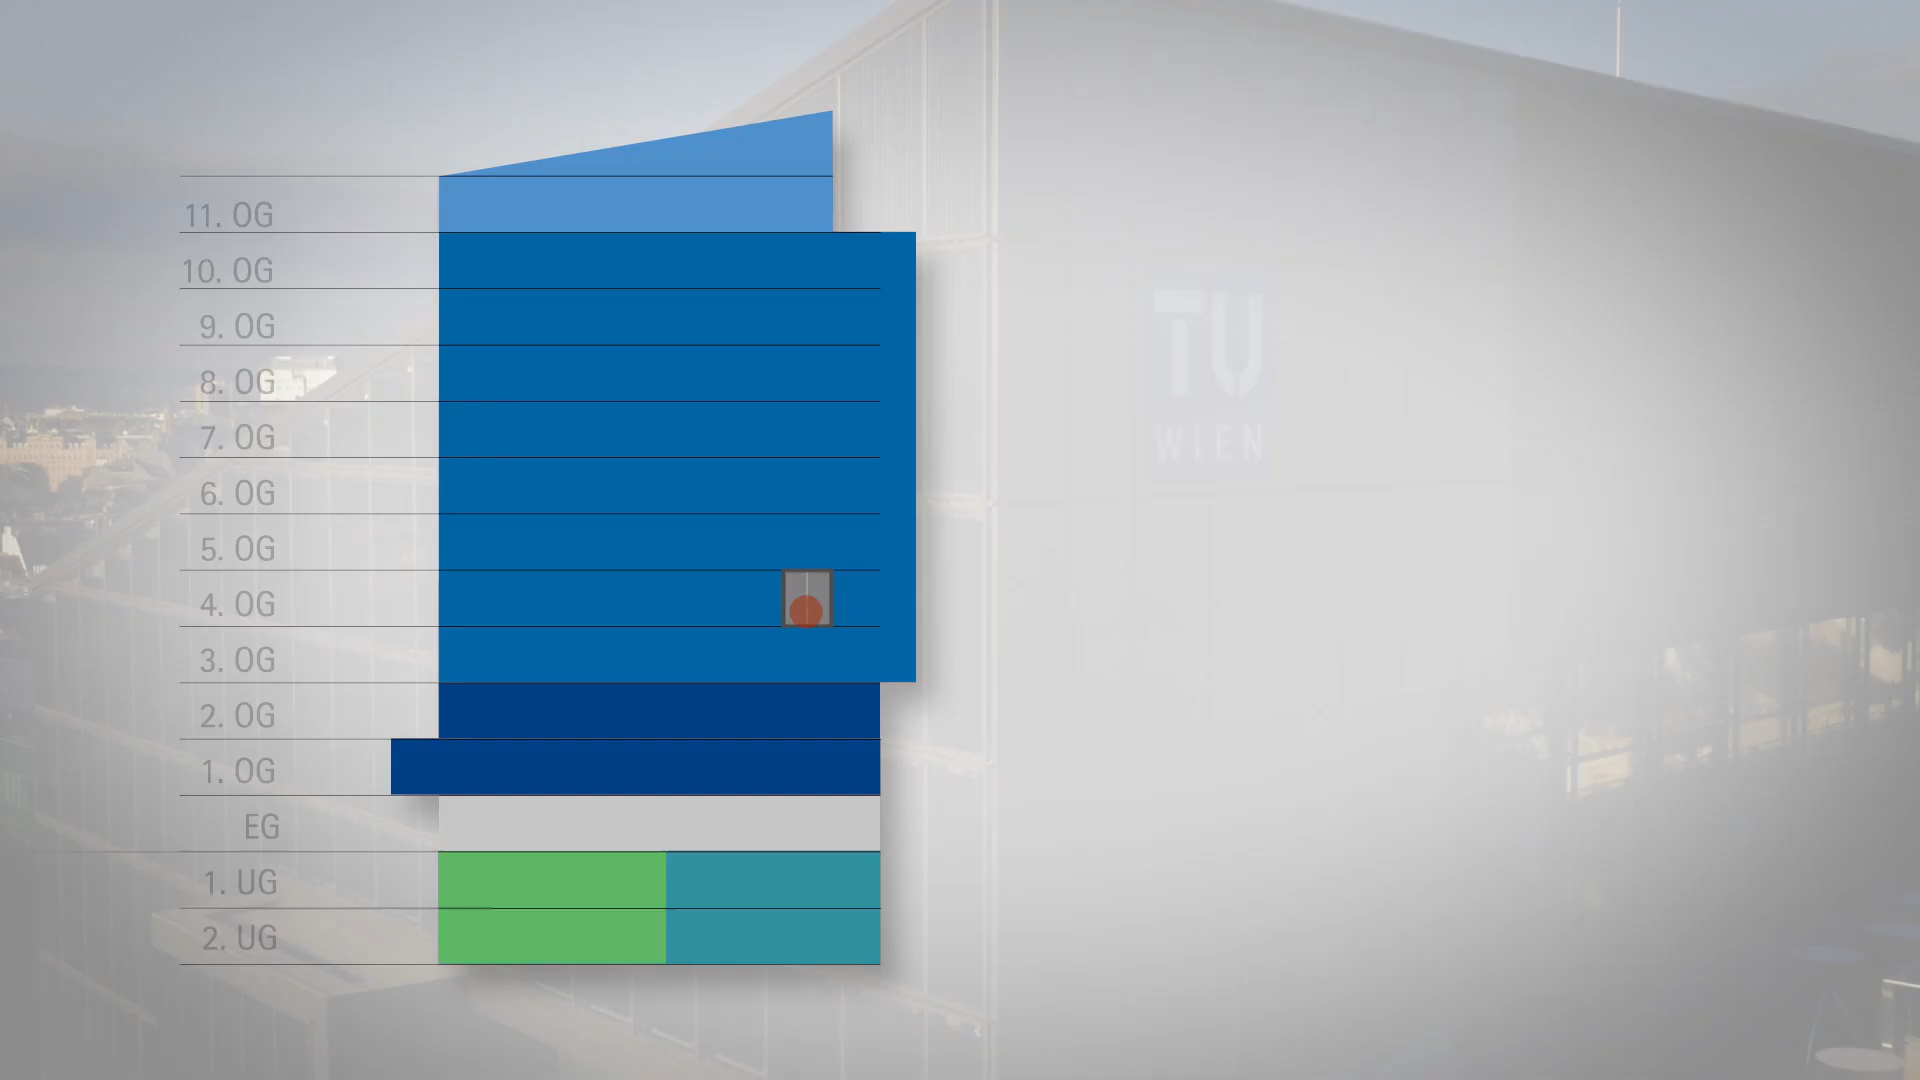 11. OG
10. OG
9. OG
8. OG
7. OG
6. OG
5. OG
4. OG
3. OG
2. OG
1. OG
EG
1. UG
2. UG
TU
WIEN